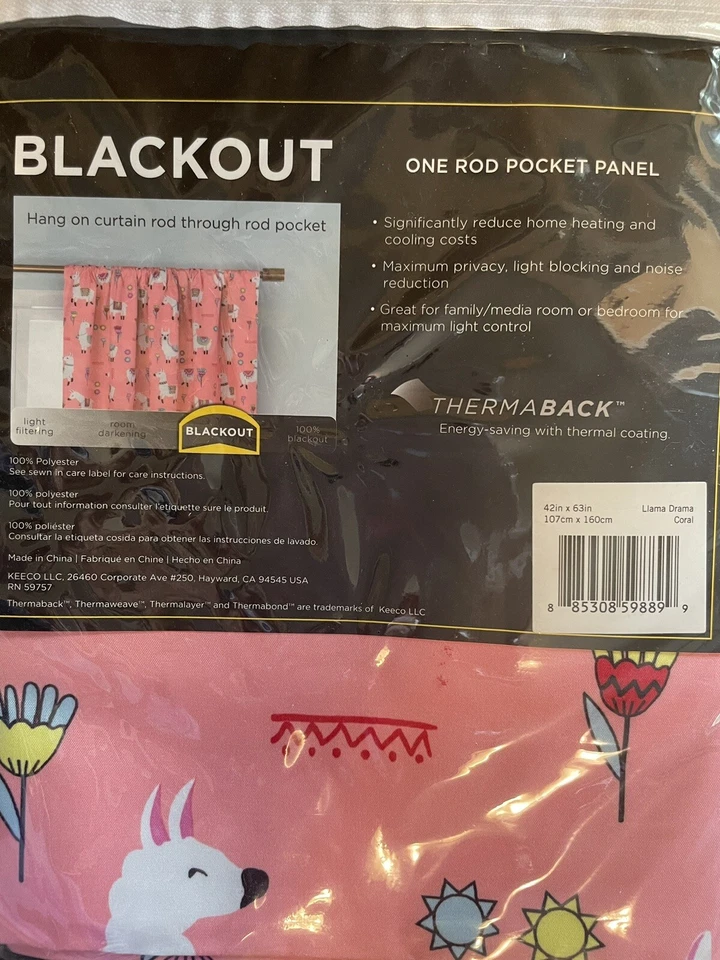 BLACKOUT
ONE ROD POCKET PANEL
Hang on curtain rod through rod pocket
• Significantly reduce home heating and
cooling costs
• Maximum privacy, light blocking and noise
reduction
• Great for family/media room or bedroom for
maximum light control
THERMABACK™
Energy-saving with thermal coating.
light
filtering
room
darkening
BLACKOUT
100%
blackout
100% Polyester
See sewn in care label for care instructions.
100% polyester
Pour tout information consulter l'etiquette sure le produit.
100% poliéster
Consultar la etiqueta cosida para obtener las instrucciones de lavado.
Made in China | Fabriqué en Chine | Hecho en China
KEECO LLC, 26460 Corporate Ave #250, Hayward, CA 94545 USA
RN 59757
Thermaback™, Thermaweave™, Thermalayer™ and Thermabond™ are trademarks of Keeco LLC
42in x 63in Llama Drama
107cm x 160cm Coral
8 85308 59889 9